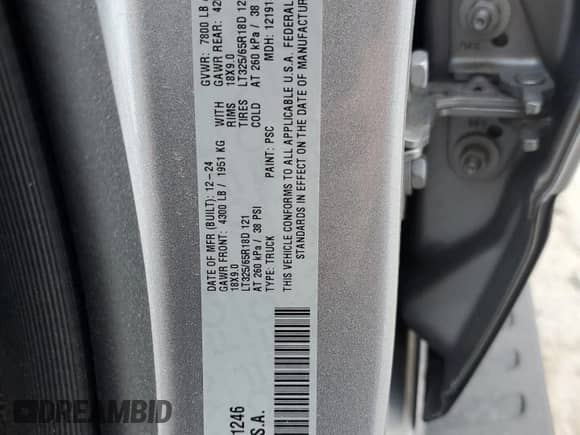 DATE OF MFR (BUILT): 12-24
GVWR: 7800 LB
GAWR FRONT: 4300 LB / 1951 KG WITH GAWR REAR: 42
18X9.0 RIMS 18X9.0
LT325/65R18D 121 TIRES LT325/65R18D 12
AT 260 kPa / 38 PSI COLD AT 260 kPa / 38
TYPE: TRUCK PAINT: PSC MDH: 12191
THIS VEHICLE CONFORMS TO ALL APPLICABLE U.S.A. FEDERAL
STANDARDS IN EFFECT ON THE DATE OF MANUFACTUR
1246
S.A.
DREAMBID